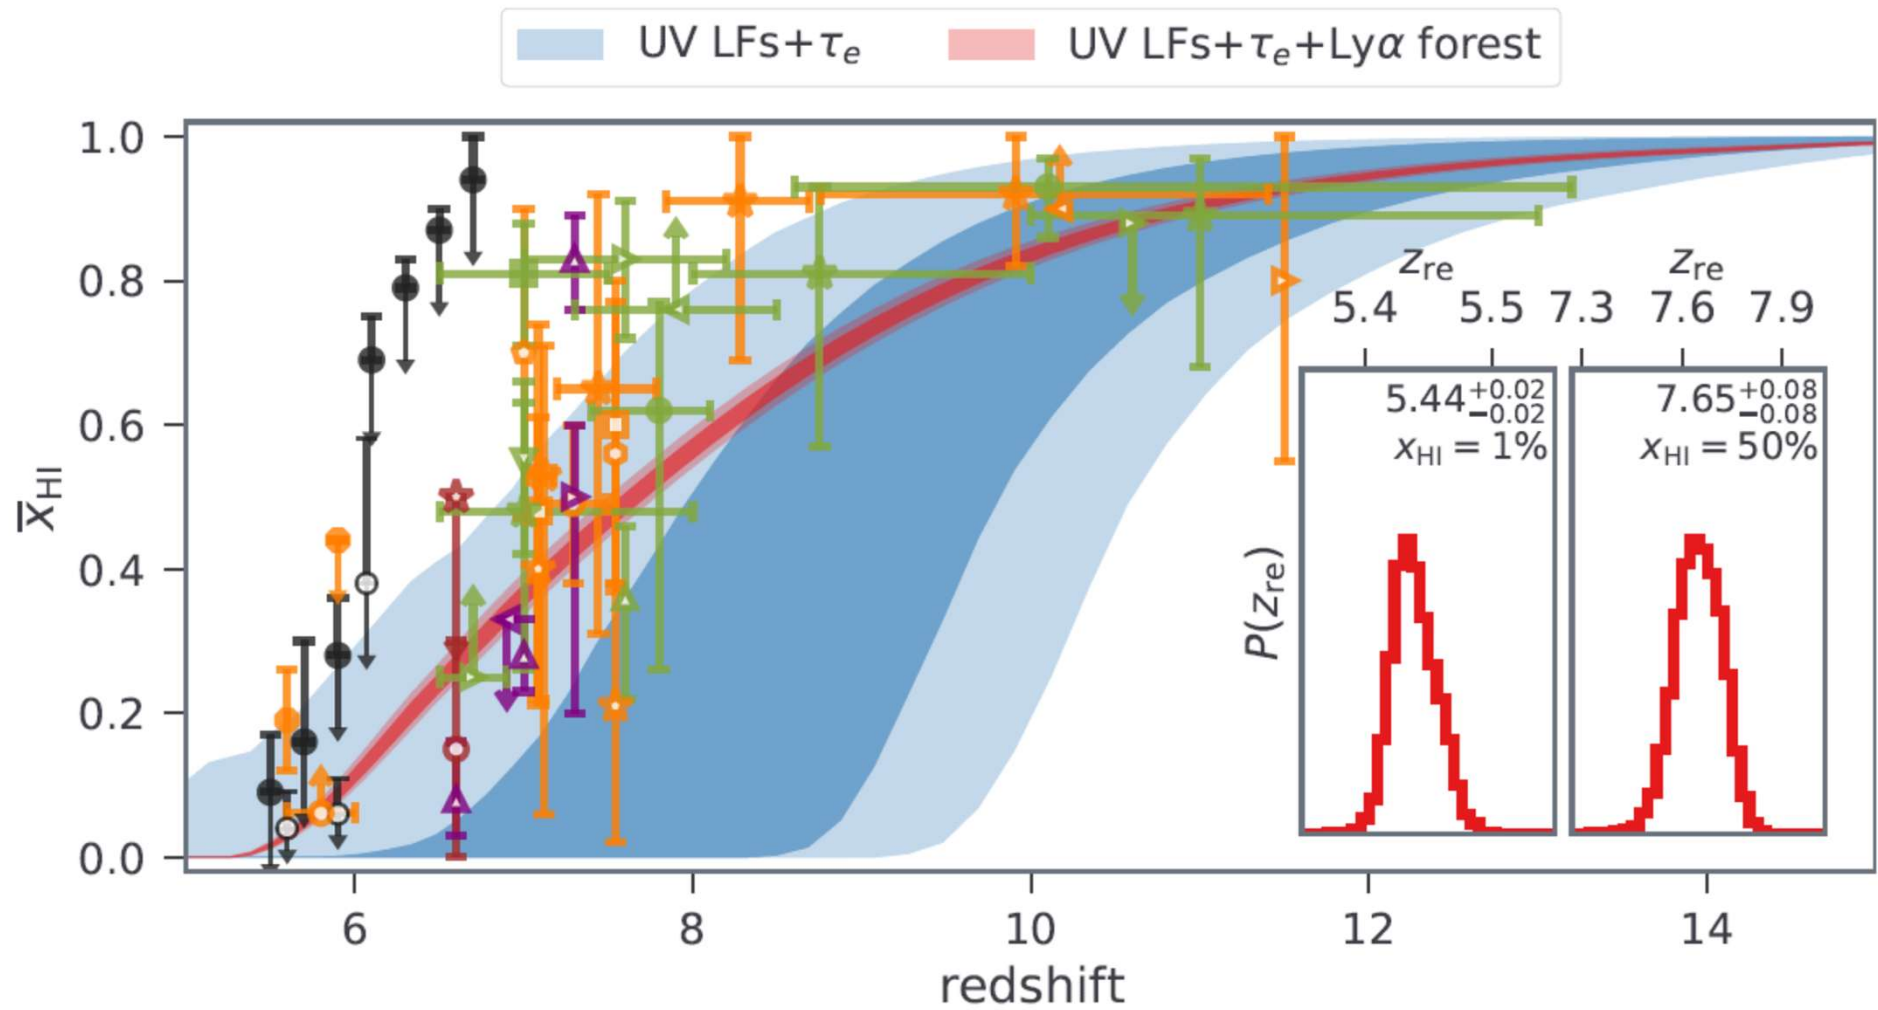 UV LFs+τₑ
UV LFs+τₑ+Lyα forest
1.0
0.8
0.6
0.4
0.2
0.0
x̅HI
6
8
10
12
14
redshift
zre
5.4
5.5
5.44+0.02−0.02
xHI = 1%
P(zre)
zre
7.3
7.6
7.9
7.65+0.08−0.08
xHI = 50%